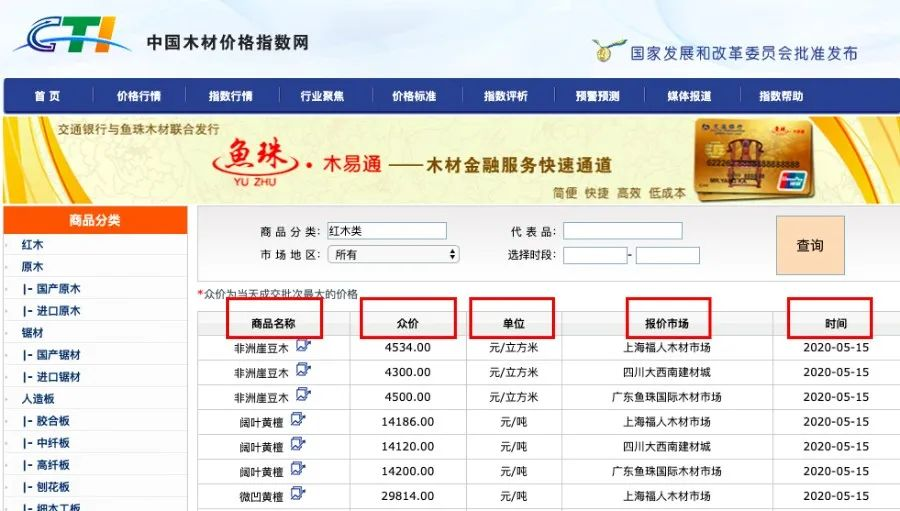 CTI 中国木材价格指数网
国家发展和改革委员会批准发布
首页 价格行情 指数行情 行业聚焦 价格标准 指数评析 预警预测 媒体报道 指数帮助
交通银行与鱼珠木材联合发行
鱼珠 · 木易通 ——木材金融服务快速通道
YU ZHU
简便 快捷 高效 低成本
商品分类
红木
原木
|- 国产原木
|- 进口原木
锯材
|- 国产锯材
|- 进口锯材
人造板
|- 胶合板
|- 中纤板
|- 高纤板
|- 刨花板
|- 细木工板
商品分类: 红木类 代表品:
市场地区: 所有 选择时段: -
查询
*众价为当天成交批次最大的价格
商品名称 众价 单位 报价市场 时间
非洲崖豆木 4534.00 元/立方米 上海福人木材市场 2020-05-15
非洲崖豆木 4300.00 元/立方米 四川大西南建材城 2020-05-15
非洲崖豆木 4500.00 元/立方米 广东鱼珠国际木材市场 2020-05-15
阔叶黄檀 14186.00 元/吨 上海福人木材市场 2020-05-15
阔叶黄檀 14120.00 元/吨 四川大西南建材城 2020-05-15
阔叶黄檀 14200.00 元/吨 广东鱼珠国际木材市场 2020-05-15
微凹黄檀 29814.00 元/吨 上海福人木材市场 2020-05-15